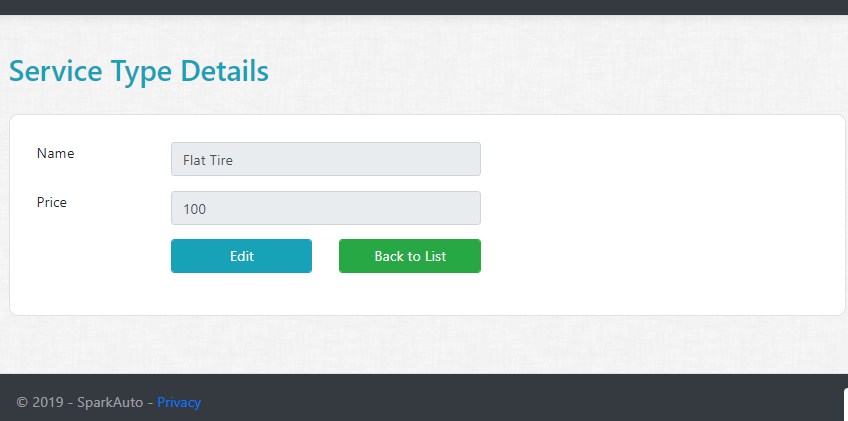 Service Type Details
Name Flat Tire
Price 100
Edit Back to List
© 2019 - SparkAuto - Privacy